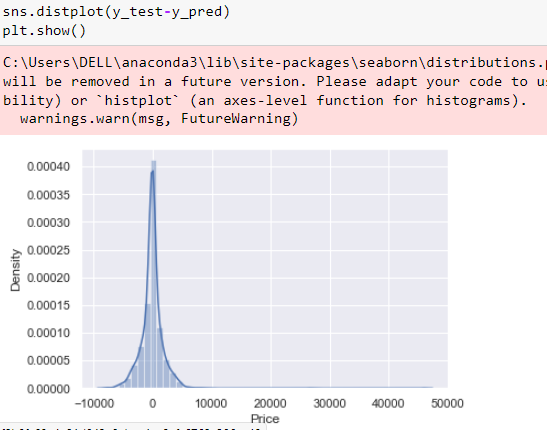 sns.distplot(y_test-y_pred)
plt.show()
C:\Users\DELL\anaconda3\lib\site-packages\seaborn\distributions.
will be removed in a future version. Please adapt your code to
bility) or `histplot` (an axes-level function for histograms).
warnings.warn(msg, FutureWarning)
0.00040
0.00035
0.00030
0.00025
0.00020
0.00015
0.00010
0.00005
0.00000
Density
−10000 0 10000 20000 30000 40000 50000
Price